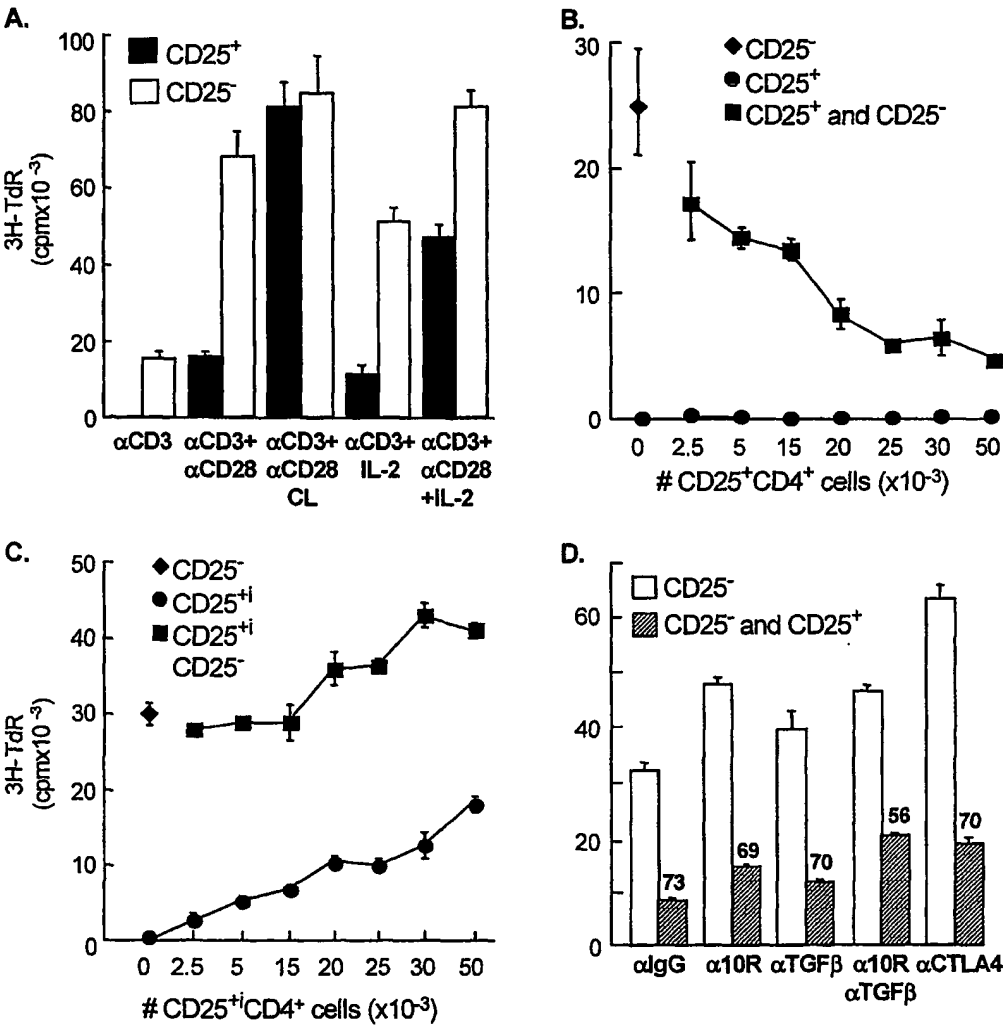 A.
CD25⁺
CD25⁻
3H-TdR
(cpmx10⁻³)
100
80
60
40
20
0
αCD3
αCD3+
αCD28
αCD3+
αCD28
CL
αCD3+
IL-2
αCD3+
αCD28
+IL-2
B.
CD25⁻
CD25⁺
CD25⁺ and CD25⁻
30
20
10
0
0 2.5 5 15 20 25 30 50
# CD25⁺CD4⁺ cells (x10⁻³)
C.
CD25⁻
CD25⁺ⁱ
CD25⁺ⁱ
CD25⁻
3H-TdR
(cpmx10⁻³)
50
40
30
20
10
0
0 2.5 5 15 20 25 30 50
# CD25⁺ⁱCD4⁺ cells (x10⁻³)
D.
CD25⁻
CD25⁻ and CD25⁺
60
40
20
0
73
69
70
56
70
αIgG
α10R
αTGFβ
α10R
αTGFβ
αCTLA4